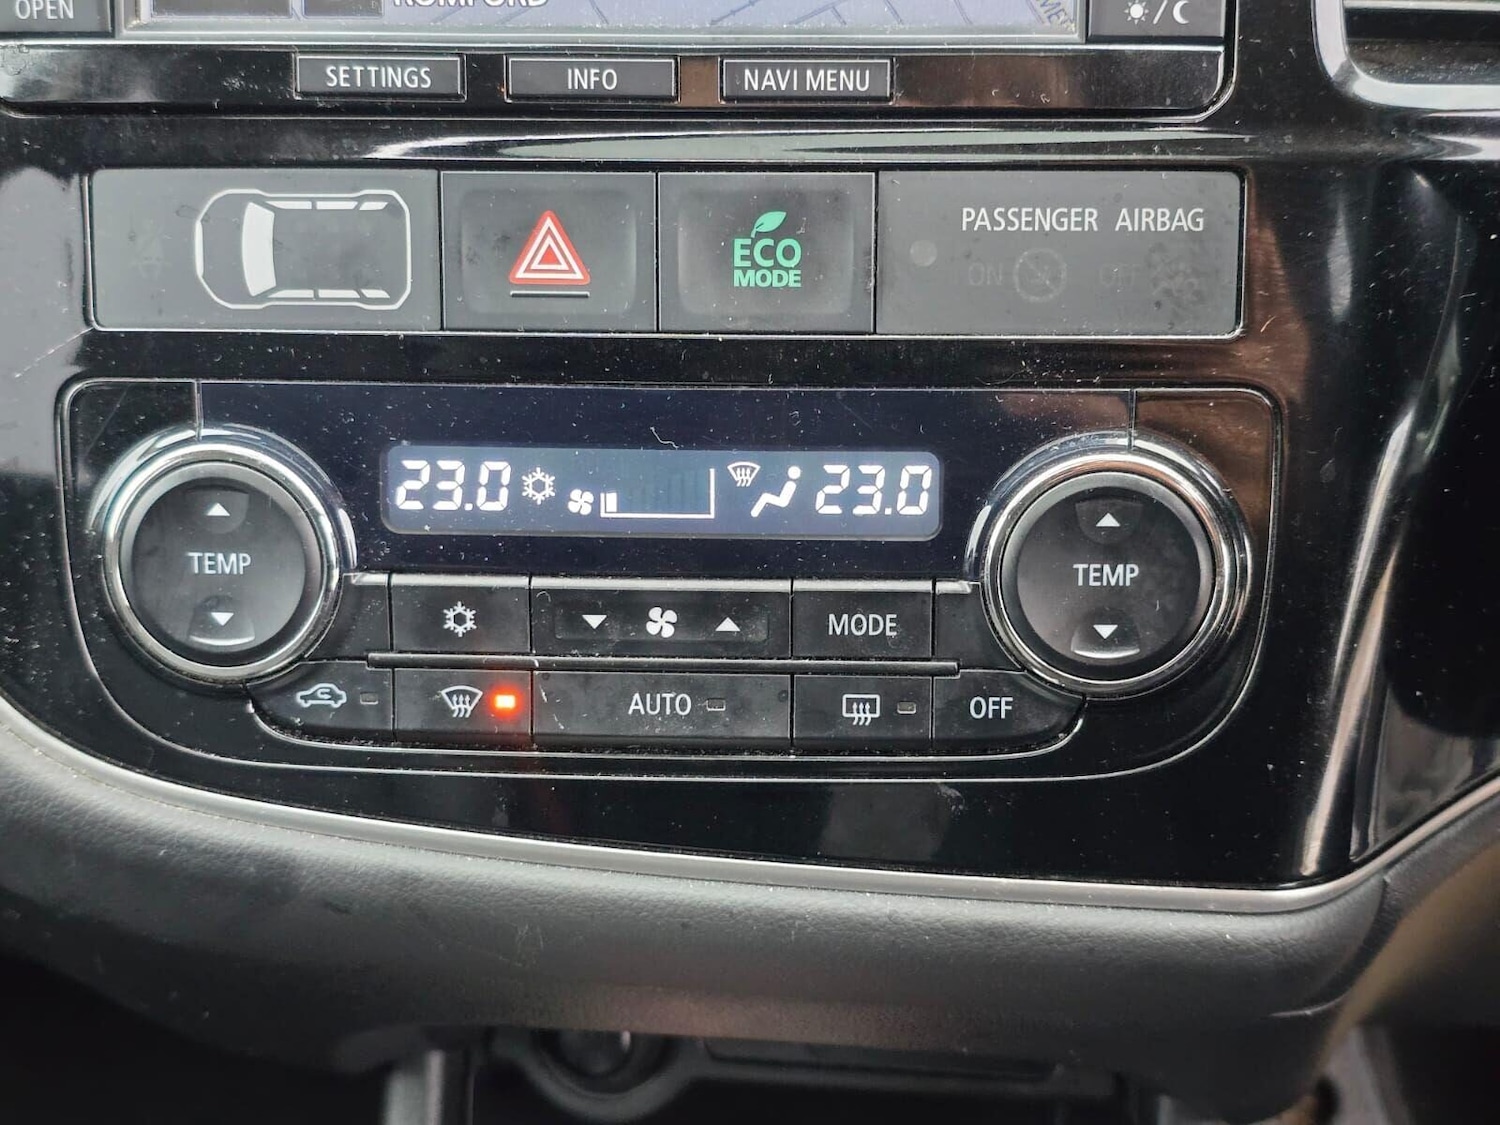 OPEN
ROMFORD
SETTINGS
INFO
NAVI MENU
ECO
MODE
PASSENGER AIRBAG
ON OFF
23.0
23.0
TEMP
TEMP
MODE
AUTO
OFF